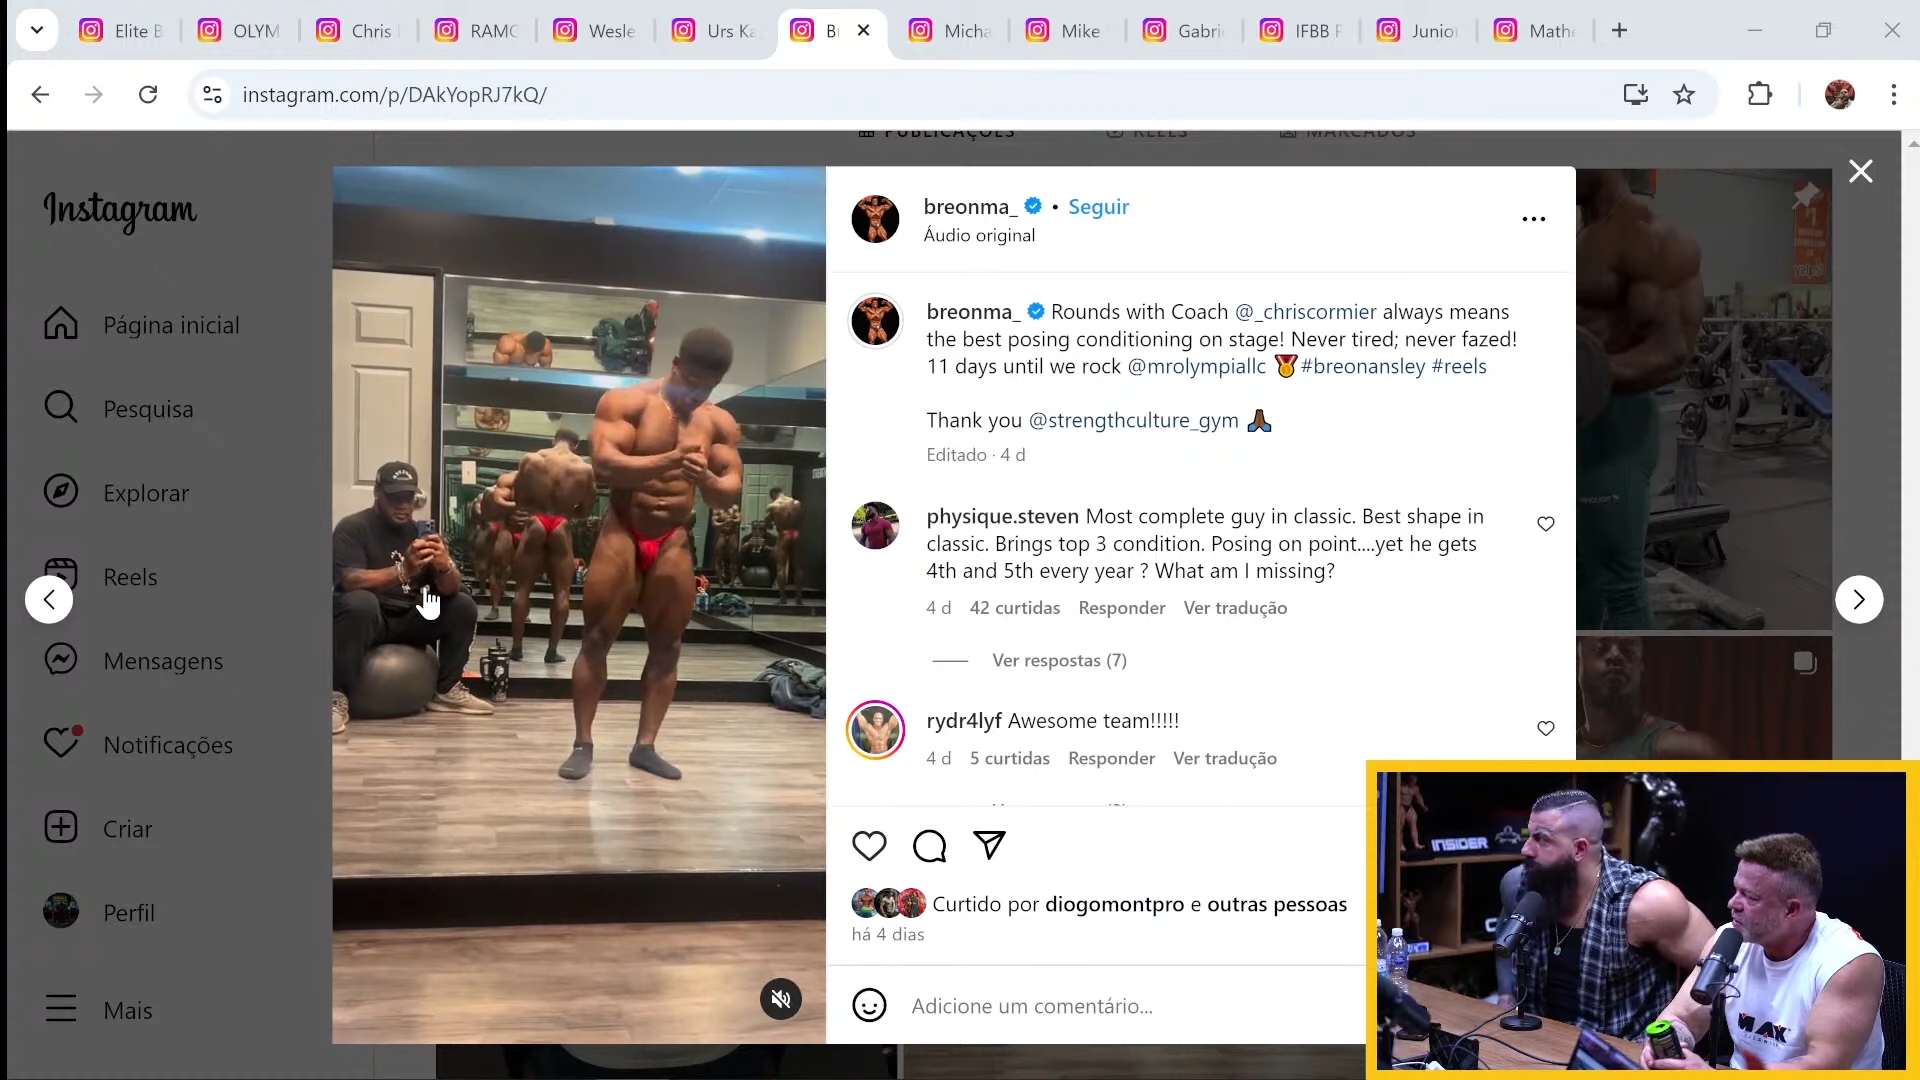 Elite B
OLYM
Chris
RAMO
Wesle
Urs Ka
Br
Micha
Mike
Gabri
IFBB F
Junio
Mathe
instagram.com/p/DAkYopRJ7kQ/
PUBLICAÇÕES
REELS
MARCADOS
Instagram
Página inicial
Pesquisa
Explorar
Reels
Mensagens
Notificações
Criar
Perfil
Mais
breonma_ • Seguir
Áudio original
breonma_ Rounds with Coach @_chriscormier always means
the best posing conditioning on stage! Never tired; never fazed!
11 days until we rock @mrolympiallc 🏅#breonansley #reels
Thank you @strengthculture_gym 🙏🏿
Editado · 4 d
physique.steven Most complete guy in classic. Best shape in
classic. Brings top 3 condition. Posing on point....yet he gets
4th and 5th every year ? What am I missing?
4 d 42 curtidas Responder Ver tradução
Ver respostas (7)
rydr4lyf Awesome team!!!!!
4 d 5 curtidas Responder Ver tradução
Curtido por diogomontpro e outras pessoas
há 4 dias
Adicione um comentário...
INSIDER
MAX